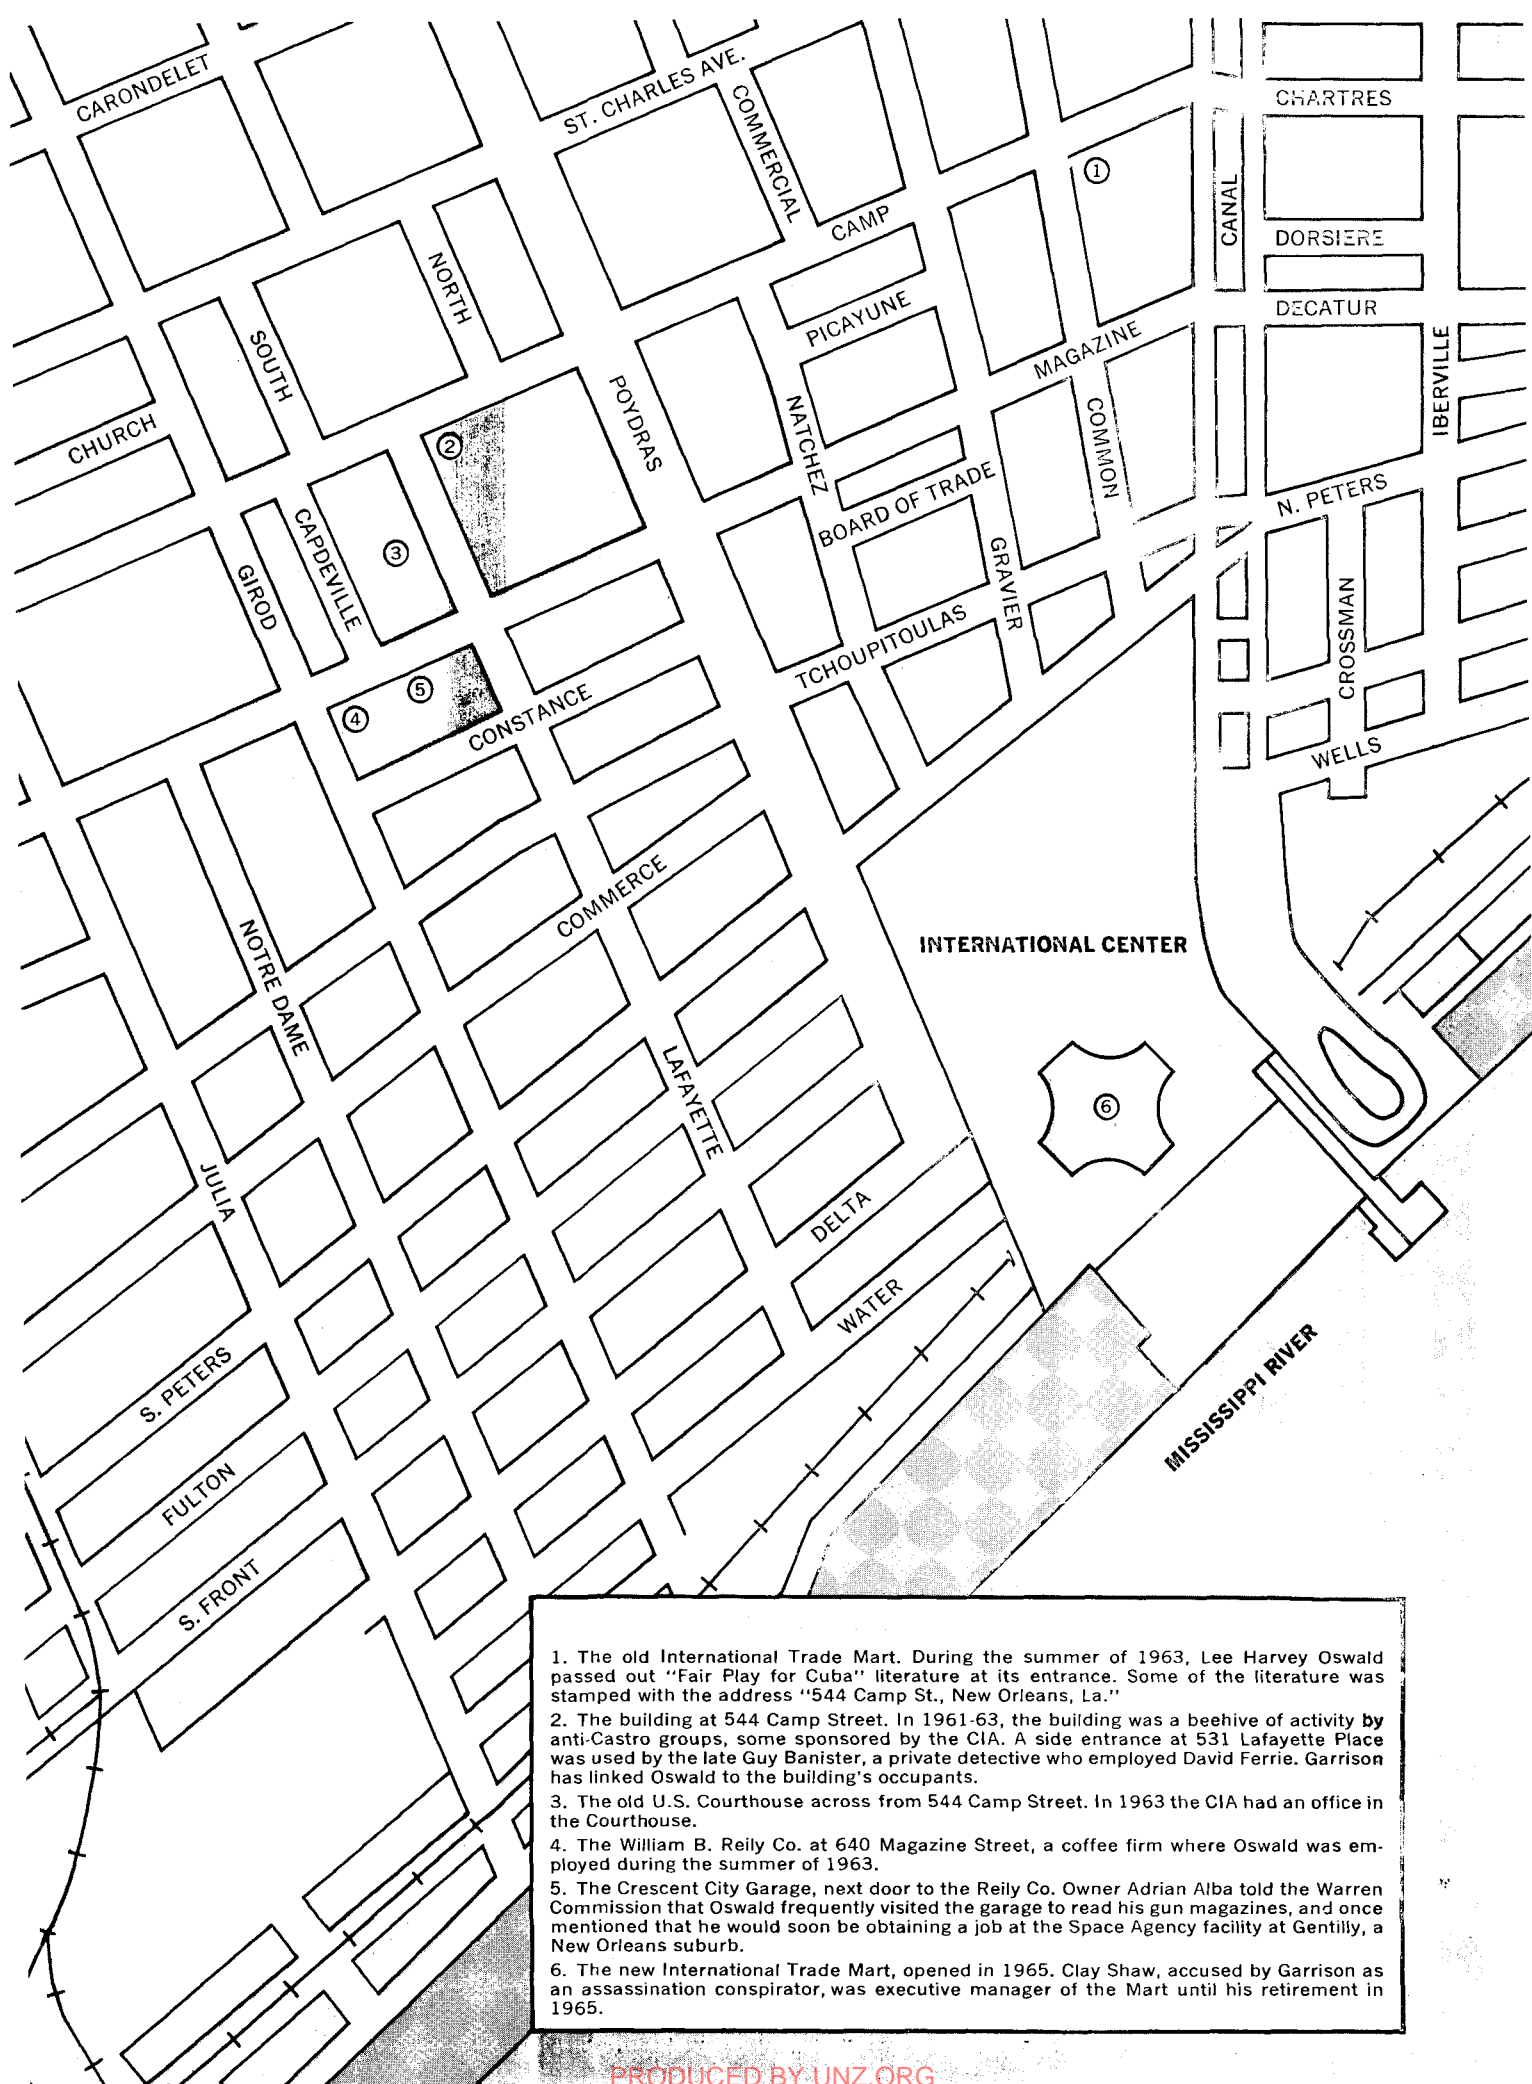 CARONDELET
ST. CHARLES AVE.
COMMERCIAL
CHARTRES
CANAL
CAMP
DORSIERE
DECATUR
NORTH
SOUTH
PICAYUNE
MAGAZINE
IBERVILLE
POYDRAS
NATCHEZ
COMMON
CHURCH
BOARD OF TRADE
N. PETERS
CAPDEVILLE
GIROD
GRAVIER
CROSSMAN
TCHOUPITOULAS
CONSTANCE
WELLS
1
2
3
4
5
COMMERCE
NOTRE DAME
INTERNATIONAL CENTER
LAFAYETTE
6
JULIA
DELTA
WATER
S. PETERS
MISSISSIPPI RIVER
FULTON
S. FRONT
1. The old International Trade Mart. During the summer of 1963, Lee Harvey Oswald
passed out "Fair Play for Cuba" literature at its entrance. Some of the literature was
stamped with the address "544 Camp St., New Orleans, La."
2. The building at 544 Camp Street. In 1961-63, the building was a beehive of activity by
anti-Castro groups, some sponsored by the CIA. A side entrance at 531 Lafayette Place
was used by the late Guy Banister, a private detective who employed David Ferrie. Garrison
has linked Oswald to the building's occupants.
3. The old U.S. Courthouse across from 544 Camp Street. In 1963 the CIA had an office in
the Courthouse.
4. The William B. Reily Co. at 640 Magazine Street, a coffee firm where Oswald was em-
ployed during the summer of 1963.
5. The Crescent City Garage, next door to the Reily Co. Owner Adrian Alba told the Warren
Commission that Oswald frequently visited the garage to read his gun magazines, and once
mentioned that he would soon be obtaining a job at the Space Agency facility at Gentilly, a
New Orleans suburb.
6. The new International Trade Mart, opened in 1965. Clay Shaw, accused by Garrison as
an assassination conspirator, was executive manager of the Mart until his retirement in
1965.
PRODUCED BY UNZ.ORG